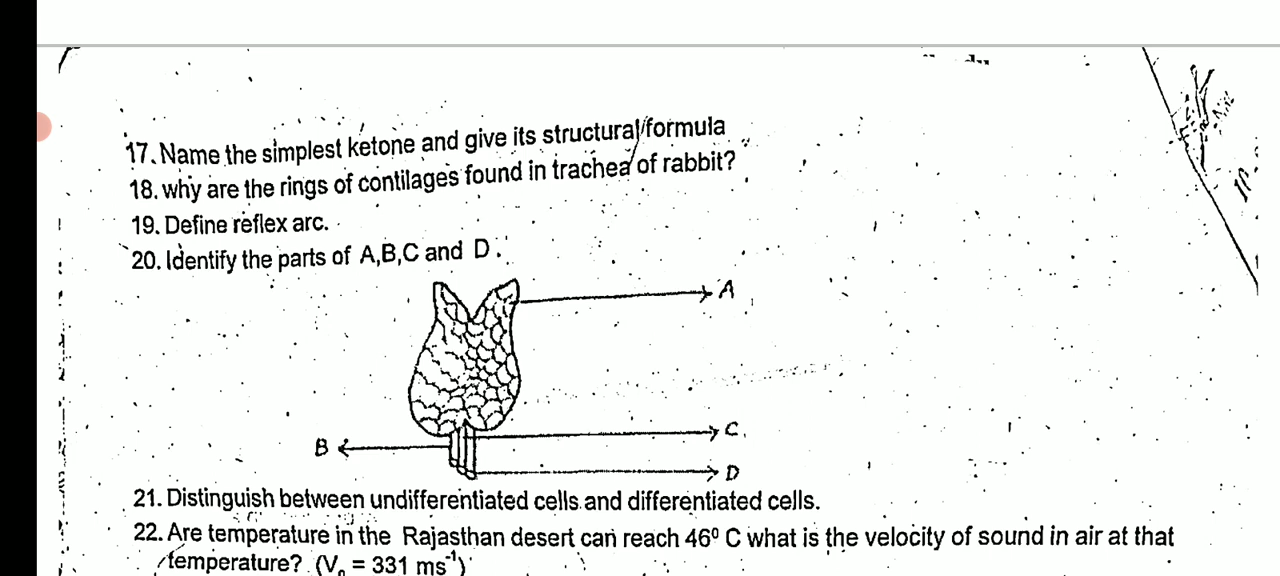 17. Name the simplest ketone and give its structural formula
18. why are the rings of contilages found in trachea of rabbit?
19. Define reflex arc.
20. Identify the parts of A,B,C and D.
A
C
B
D
21. Distinguish between undifferentiated cells and differentiated cells.
22. Are temperature in the Rajasthan desert can reach 46⁰ C what is the velocity of sound in air at that
temperature? (V₀ = 331 ms⁻¹)